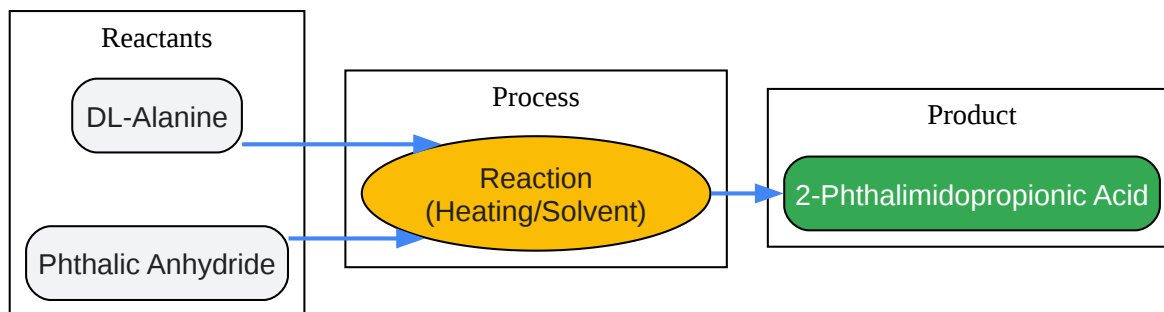 Reactants
DL-Alanine
Phthalic Anhydride
Process
Reaction
(Heating/Solvent)
Product
2-Phthalimidopropionic Acid